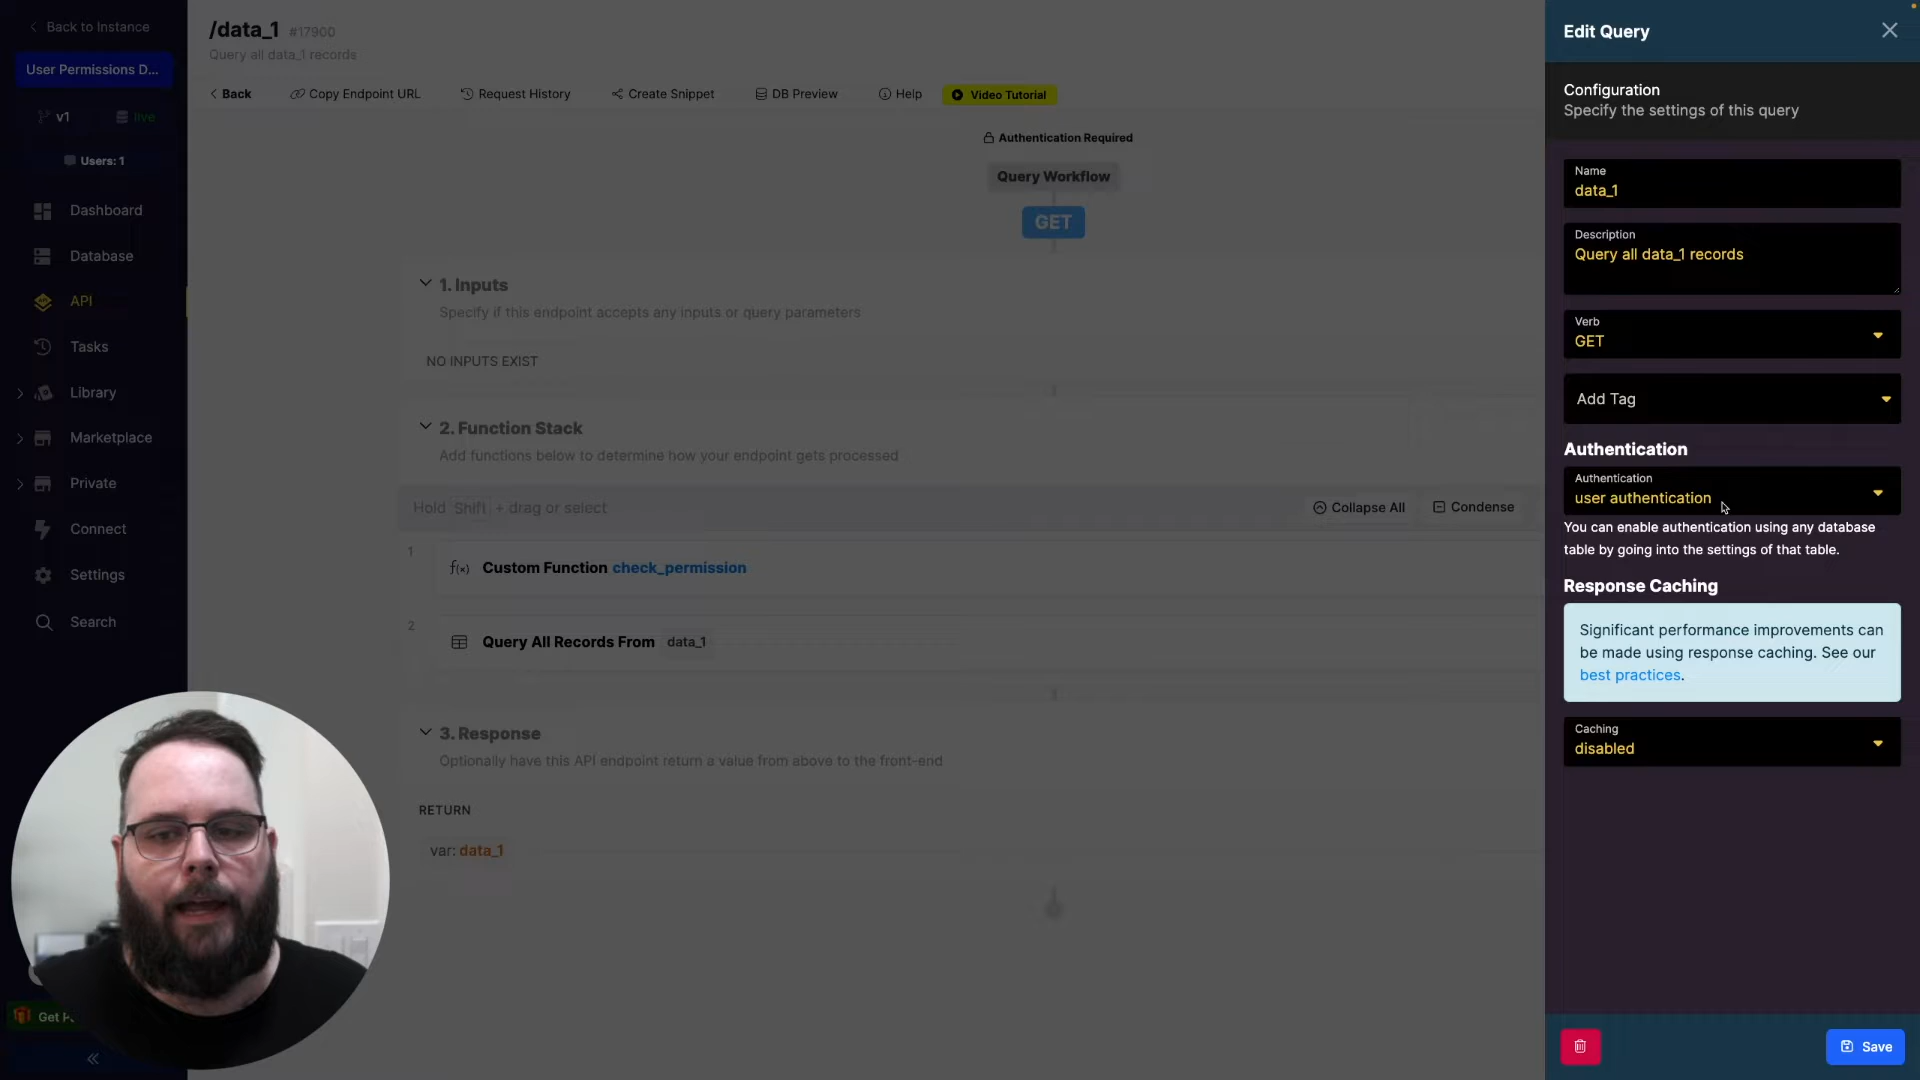 Back to Instance
User Permissions D...
v1
live
Users: 1
Dashboard
Database
API
Tasks
Library
Marketplace
Private
Connect
Settings
Search
/data_1 #17900
Query all data_1 records
Back
Copy Endpoint URL
Request History
Create Snippet
DB Preview
Help
Video Tutorial
Authentication Required
Query Workflow
GET
1. Inputs
Specify if this endpoint accepts any inputs or query parameters
NO INPUTS EXIST
2. Function Stack
Add functions below to determine how your endpoint gets processed
Hold Shift + drag or select
Collapse All
Condense
1
f(x) Custom Function check_permission
2
Query All Records From data_1
3. Response
Optionally have this API endpoint return a value from above to the front-end
RETURN
var: data_1
Edit Query
Configuration
Specify the settings of this query
Name
data_1
Description
Query all data_1 records
Verb
GET
Add Tag
Authentication
Authentication
user authentication
You can enable authentication using any database
table by going into the settings of that table.
Response Caching
Significant performance improvements can
be made using response caching. See our
best practices.
Caching
disabled
Save
Get